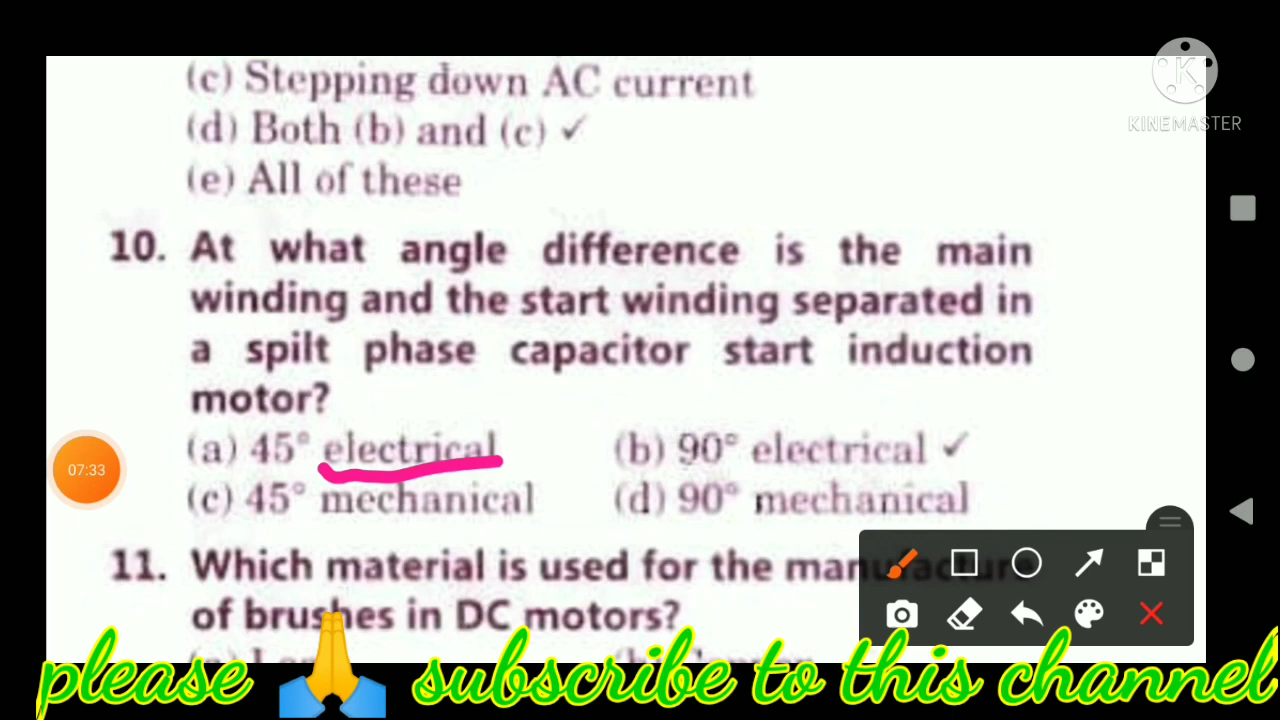 (c) Stepping down AC current
KINEMASTER
(d) Both (b) and (c) ✓
(e) All of these
10. At what angle difference is the main
winding and the start winding separated in
a spilt phase capacitor start induction
motor?
(a) 45° electrical (b) 90° electrical ✓
07:33
(c) 45° mechanical (d) 90° mechanical
11. Which material is used for the manufacture
of brushes in DC motors?
please 🙏 subscribe to this channel